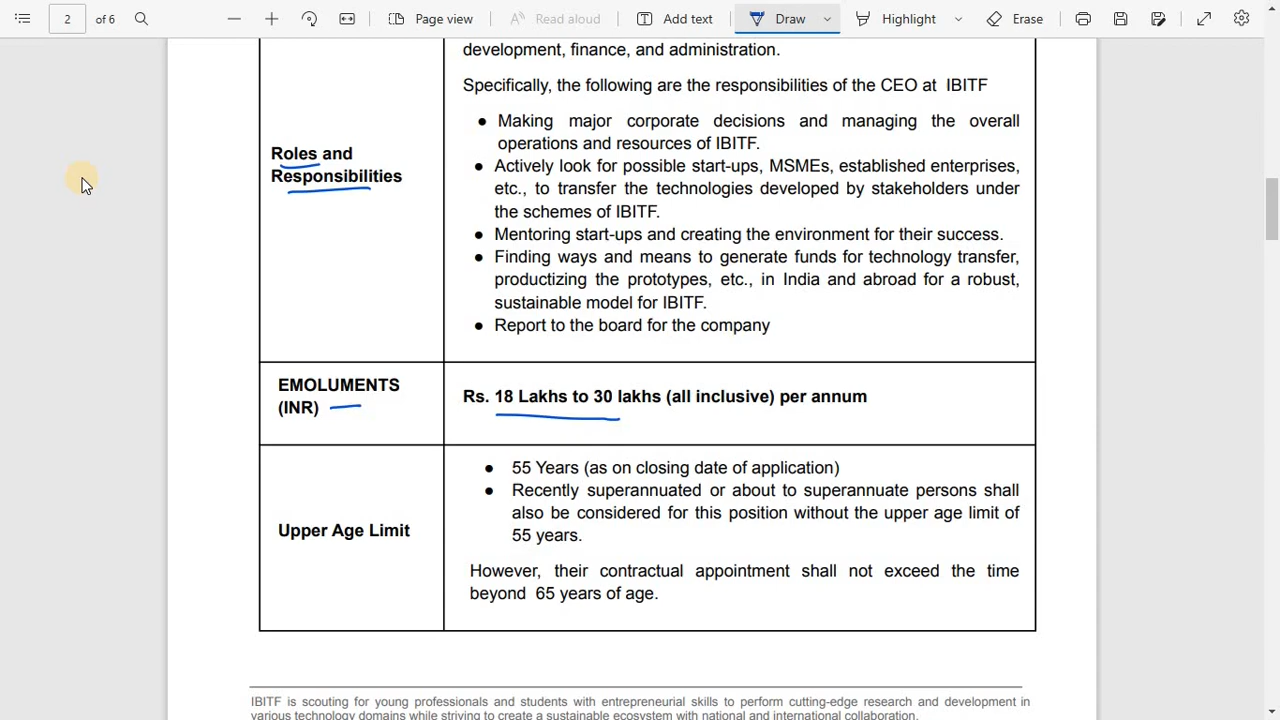 2 of 6 Page view Read aloud Add text Draw Highlight Erase
development, finance, and administration.
Specifically, the following are the responsibilities of the CEO at IBITF
Roles and
Responsibilities
● Making major corporate decisions and managing the overall
operations and resources of IBITF.
● Actively look for possible start-ups, MSMEs, established enterprises,
etc., to transfer the technologies developed by stakeholders under
the schemes of IBITF.
● Mentoring start-ups and creating the environment for their success.
● Finding ways and means to generate funds for technology transfer,
productizing the prototypes, etc., in India and abroad for a robust,
sustainable model for IBITF.
● Report to the board for the company
EMOLUMENTS
(INR)
Rs. 18 Lakhs to 30 lakhs (all inclusive) per annum
Upper Age Limit
● 55 Years (as on closing date of application)
● Recently superannuated or about to superannuate persons shall
also be considered for this position without the upper age limit of
55 years.
However, their contractual appointment shall not exceed the time
beyond 65 years of age.
IBITF is scouting for young professionals and students with entrepreneurial skills to perform cutting-edge research and development in
various technology domains while striving to create a sustainable ecosystem with national and international collaboration.